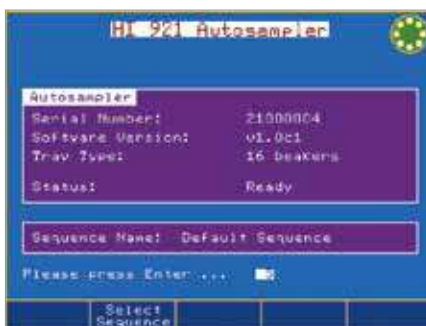 HI 921 Autosampler
Autosampler
Serial Number: 21000004
Software Version: v1.0c1
Tray Type: 16 beakers
Status: Ready
Sequence Name: Default Sequence
Please press Enter ...
Select
Sequence